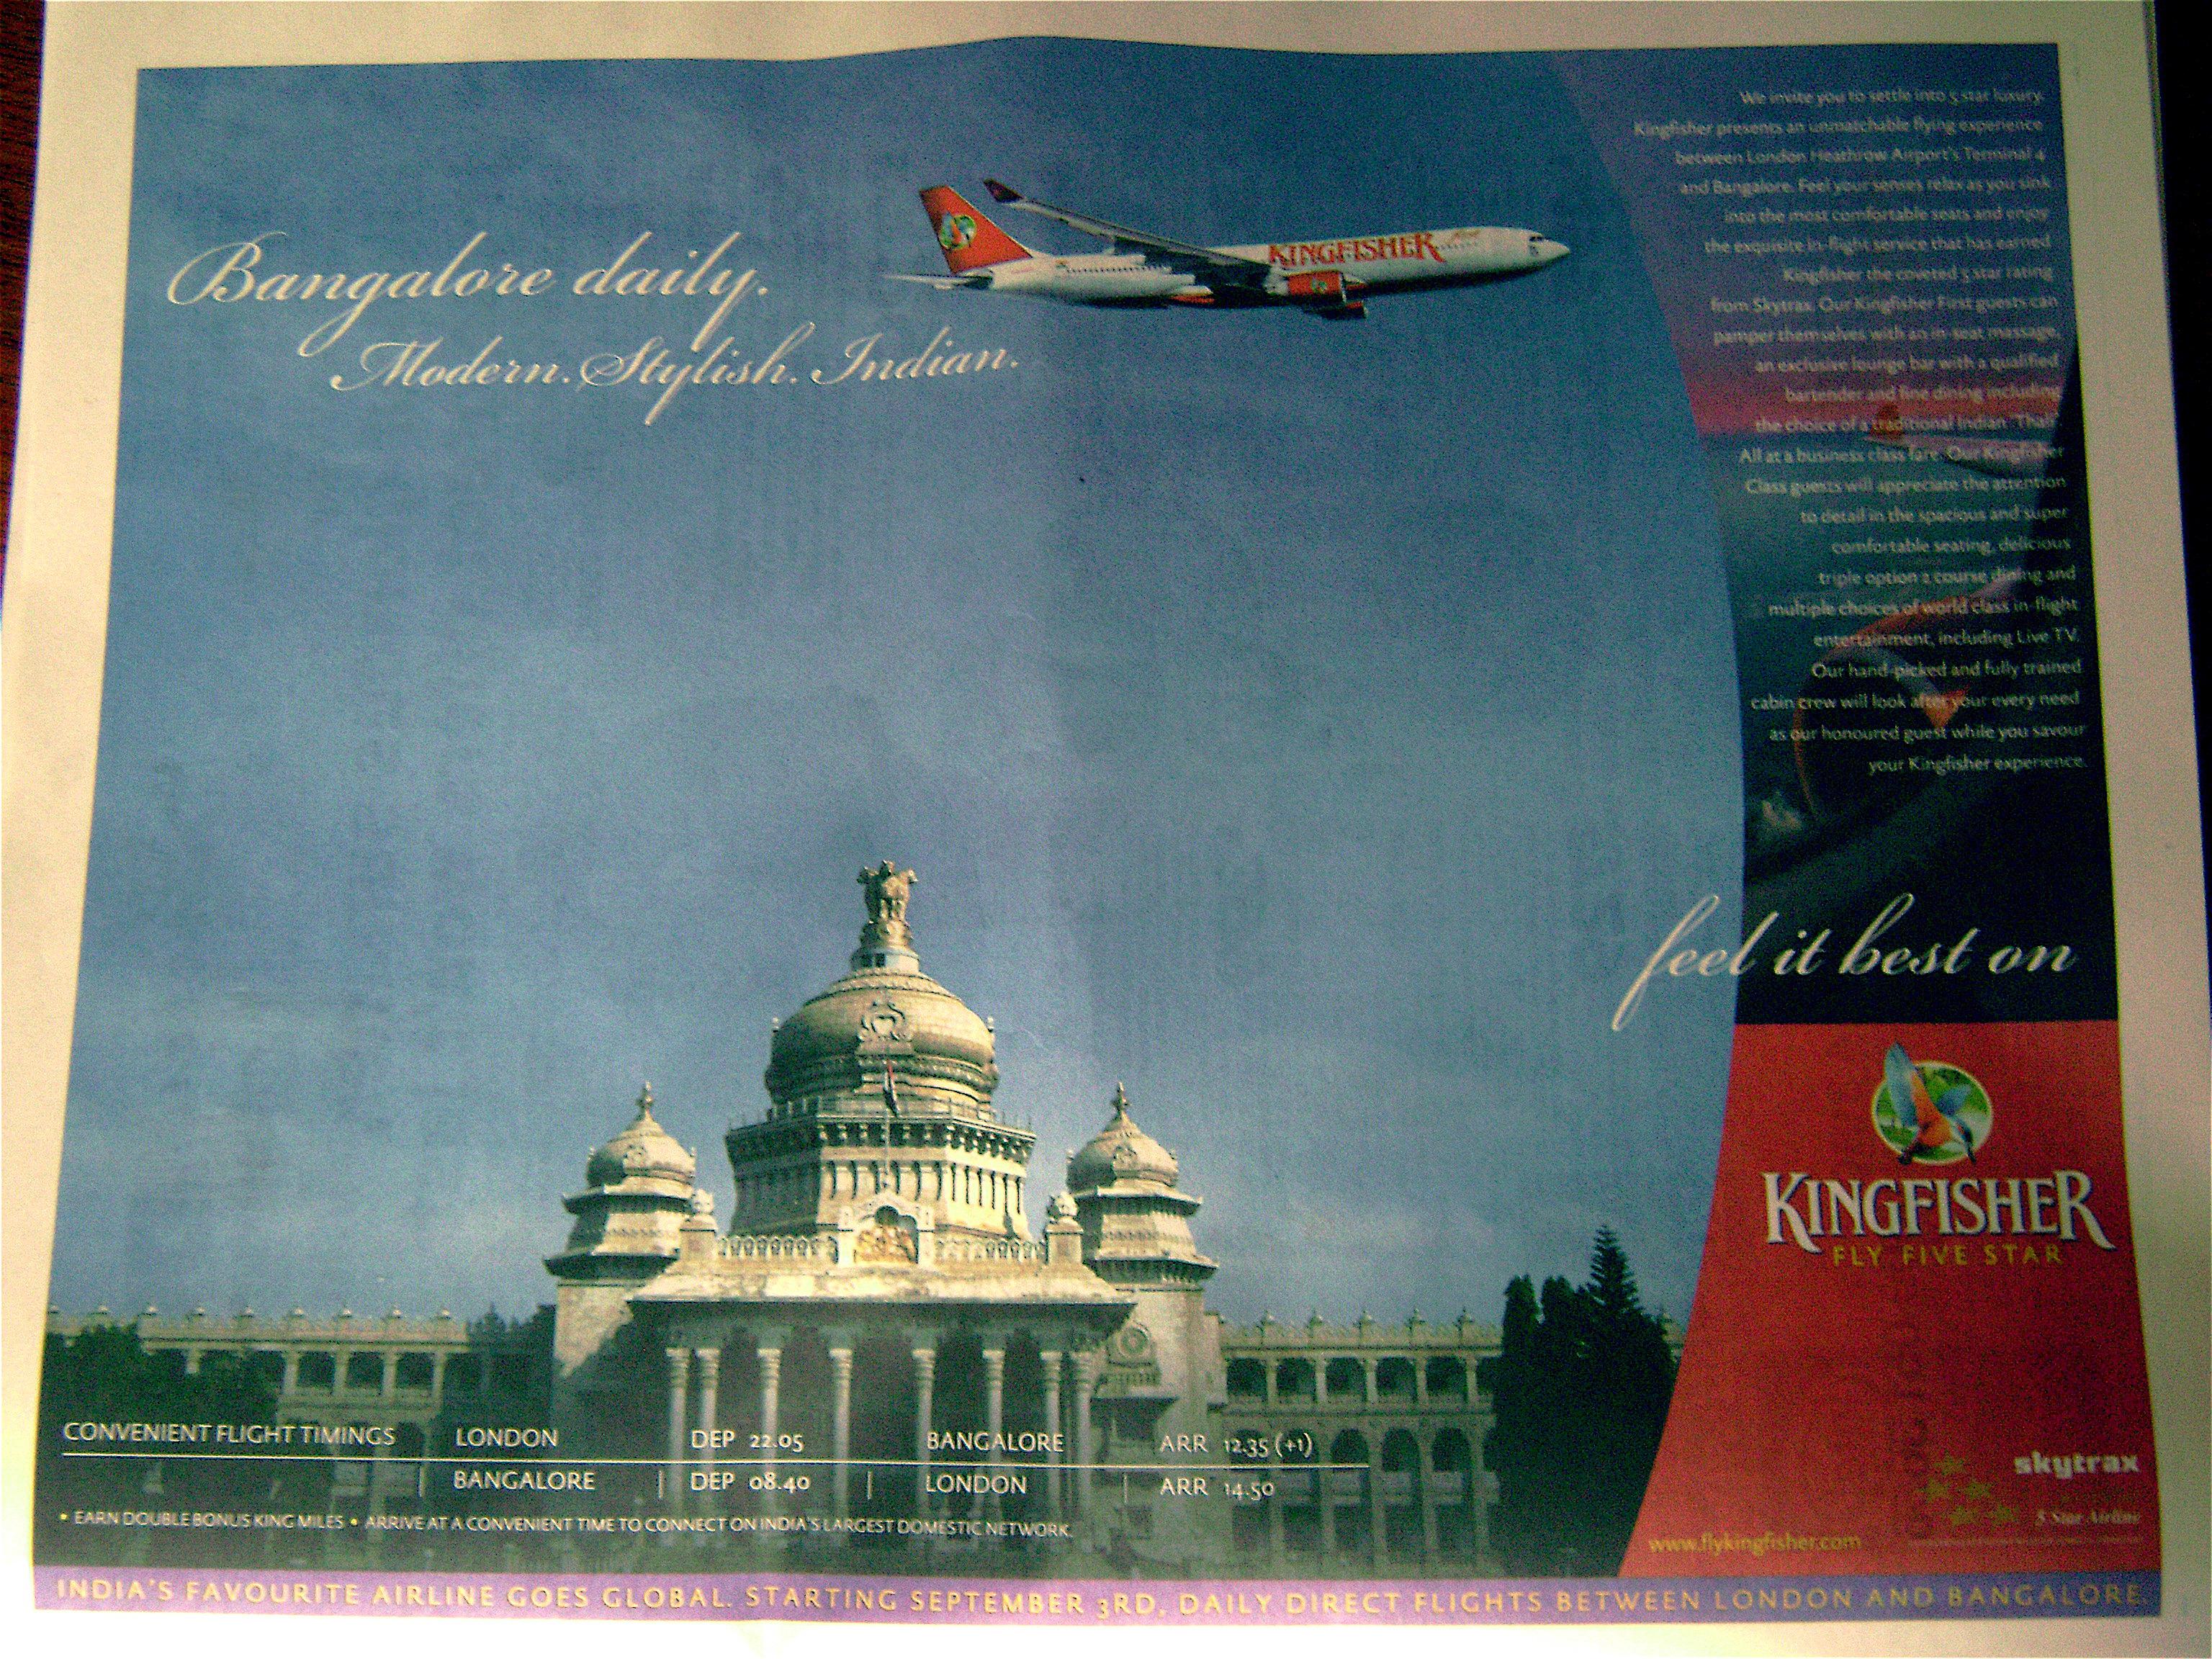 Bangalore daily.
Modern. Stylish. Indian.
KINGFISHER
We invite you to settle into 5 star luxury.
Kingfisher presents an unmatchable flying experience
between London Heathrow Airport's Terminal 4
and Bangalore. Feel your senses relax as you sink
into the most comfortable seats and enjoy
the exquisite in-flight service that has earned
Kingfisher the coveted 5 star rating
from Skytrax. Our Kingfisher First guests can
pamper themselves with an in-seat massage,
an exclusive lounge bar with a qualified
bartender and fine dining including
the choice of a traditional Indian 'Thali'
All at a business class fare. Our Kingfisher
Class guests will appreciate the attention
to detail in the spacious and super
comfortable seating, delicious
triple option 2 course dining and
multiple choices of world class in-flight
entertainment, including Live TV.
Our hand-picked and fully trained
cabin crew will look after your every need
as our honoured guest while you savour
your Kingfisher experience.
feel it best on
KINGFISHER
FLY FIVE STAR
skytrax
5 Star Airline
www.flykingfisher.com
CONVENIENT FLIGHT TIMINGS LONDON DEP 22.05 BANGALORE ARR 12.35 (+1)
BANGALORE DEP 08.40 LONDON ARR 14.50
• EARN DOUBLE BONUS KING MILES • ARRIVE AT A CONVENIENT TIME TO CONNECT ON INDIA'S LARGEST DOMESTIC NETWORK.
INDIA'S FAVOURITE AIRLINE GOES GLOBAL. STARTING SEPTEMBER 3RD, DAILY DIRECT FLIGHTS BETWEEN LONDON AND BANGALORE.